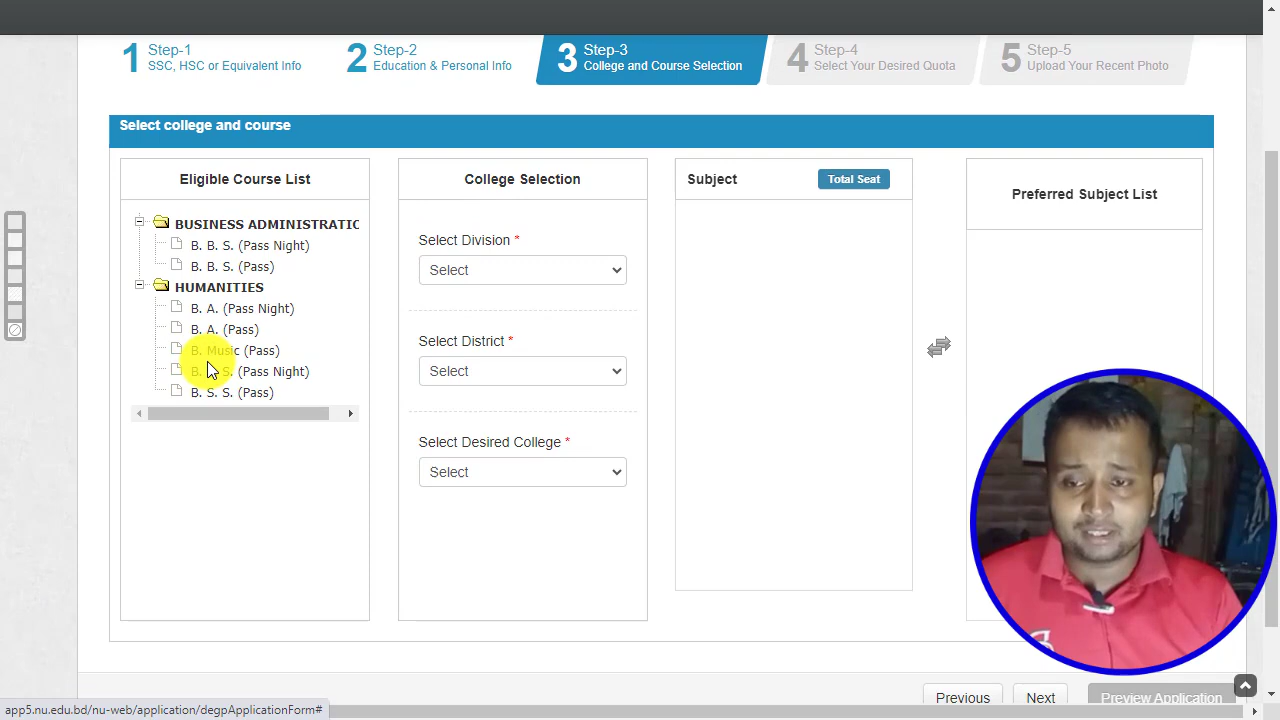 1 Step-1
SSC, HSC or Equivalent Info
2 Step-2
Education & Personal Info
3 Step-3
College and Course Selection
4 Step-4
Select Your Desired Quota
5 Step-5
Upload Your Recent Photo
Select college and course
Eligible Course List
BUSINESS ADMINISTRATIC
B. B. S. (Pass Night)
B. B. S. (Pass)
HUMANITIES
B. A. (Pass Night)
B. A. (Pass)
B. Music (Pass)
B. S. S. (Pass Night)
B. S. S. (Pass)
College Selection
Select Division *
Select
Select District *
Select
Select Desired College *
Select
Subject
Total Seat
Preferred Subject List
Previous
Next
Preview Application
app5.nu.edu.bd/nu-web/application/degpApplicationForm#